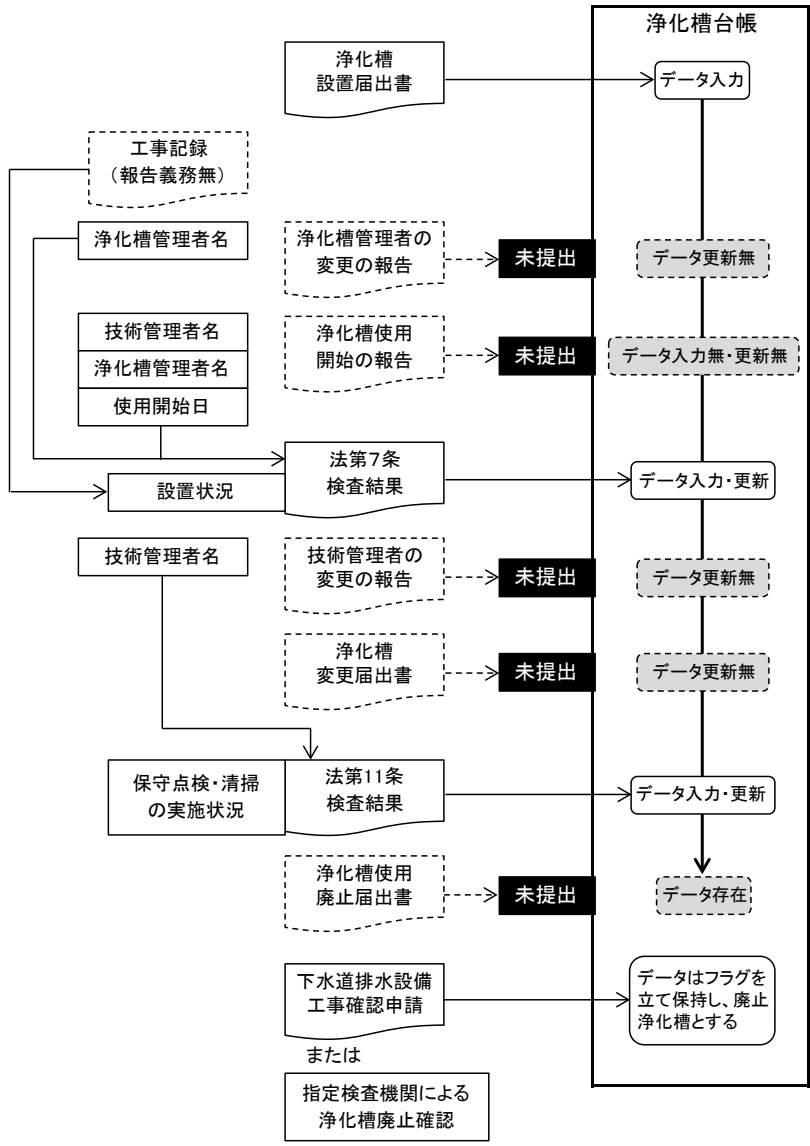 浄化槽台帳
浄化槽
設置届出書
データ入力
工事記録
（報告義務無）
浄化槽管理者名
浄化槽管理者の
変更の報告
未提出
データ更新無
技術管理者名
浄化槽管理者名
使用開始日
浄化槽使用
開始の報告
未提出
データ入力無・更新無
設置状況
法第7条
検査結果
データ入力・更新
技術管理者名
技術管理者の
変更の報告
未提出
データ更新無
浄化槽
変更届出書
未提出
データ更新無
保守点検・清掃
の実施状況
法第11条
検査結果
データ入力・更新
浄化槽使用
廃止届出書
未提出
データ存在
下水道排水設備
工事確認申請
データはフラグを
立て保持し、廃止
浄化槽とする
または
指定検査機関による
浄化槽廃止確認